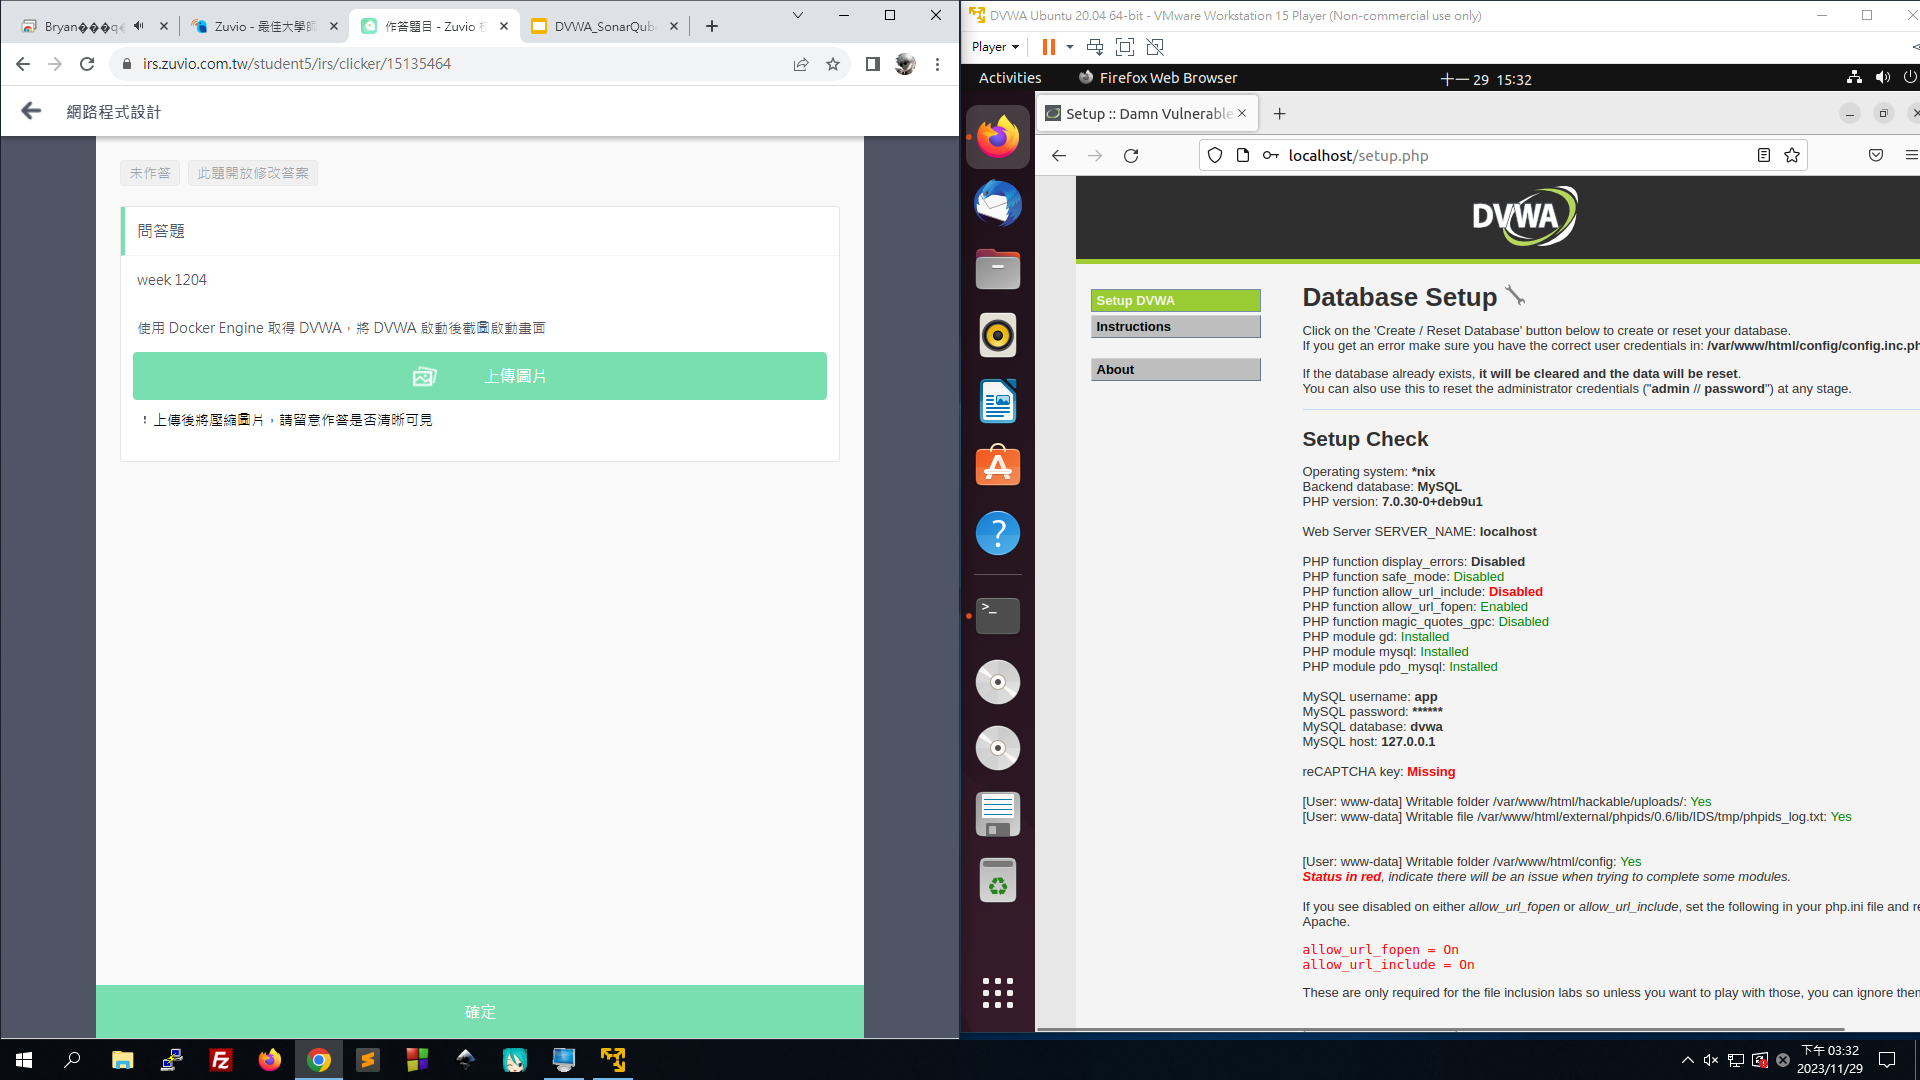 Zuvio - 最佳大學師
作答題目 - Zuvio 校
DVWA_SonarQub
irs.zuvio.com.tw/student5/irs/clicker/15135464
網路程式設計
未作答
此題開放修改答案
問答題
week 1204
使用 Docker Engine 取得 DVWA，將 DVWA 啟動後截圖啟動畫面
上傳圖片
！上傳後將壓縮圖片，請留意作答是否清晰可見
確定
DVWA Ubuntu 20.04 64-bit - VMware Workstation 15 Player (Non-commercial use only)
Player
Activities
Firefox Web Browser
十一 29 15:32
Setup :: Damn Vulnerable
localhost/setup.php
DVWA
Setup DVWA
Instructions
About
Database Setup
Click on the 'Create / Reset Database' button below to create or reset your database.
If you get an error make sure you have the correct user credentials in: /var/www/html/config/config.inc.ph
If the database already exists, it will be cleared and the data will be reset.
You can also use this to reset the administrator credentials ("admin // password") at any stage.
Setup Check
Operating system: *nix
Backend database: MySQL
PHP version: 7.0.30-0+deb9u1
Web Server SERVER_NAME: localhost
PHP function display_errors: Disabled
PHP function safe_mode: Disabled
PHP function allow_url_include: Disabled
PHP function allow_url_fopen: Enabled
PHP function magic_quotes_gpc: Disabled
PHP module gd: Installed
PHP module mysql: Installed
PHP module pdo_mysql: Installed
MySQL username: app
MySQL password: ******
MySQL database: dvwa
MySQL host: 127.0.0.1
reCAPTCHA key: Missing
[User: www-data] Writable folder /var/www/html/hackable/uploads/: Yes
[User: www-data] Writable file /var/www/html/external/phpids/0.6/lib/IDS/tmp/phpids_log.txt: Yes
[User: www-data] Writable folder /var/www/html/config: Yes
Status in red, indicate there will be an issue when trying to complete some modules.
If you see disabled on either allow_url_fopen or allow_url_include, set the following in your php.ini file and re
Apache.
allow_url_fopen = On
allow_url_include = On
These are only required for the file inclusion labs so unless you want to play with those, you can ignore them
下午 03:32
2023/11/29